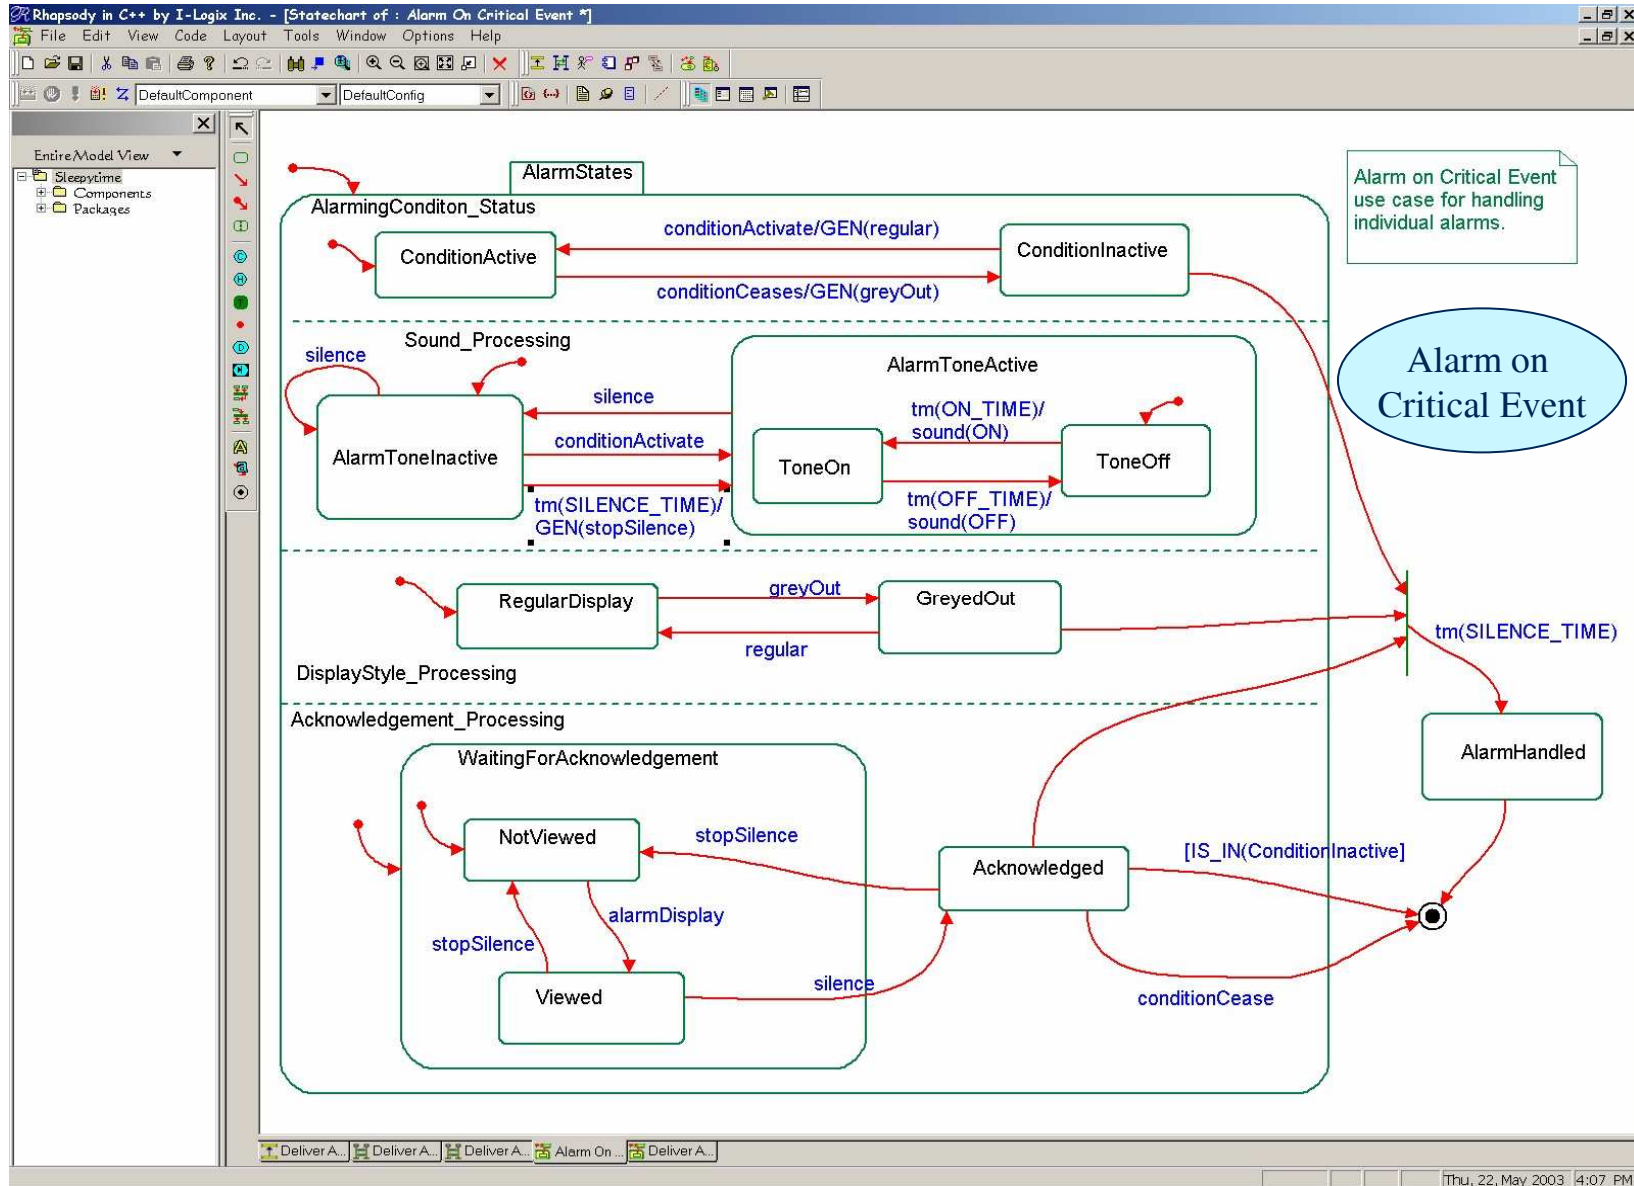 Rhapsody in C++ by I-Logix Inc. - [Statechart of : Alarm On Critical Event *]
File Edit View Code Layout Tools Window Options Help
DefaultComponent DefaultConfig
Entire Model View
Sleepytime
Components
Packages
AlarmStates
AlarmingConditon_Status
ConditionActive
conditionActivate/GEN(regular)
conditionCeases/GEN(greyOut)
ConditionInactive
Alarm on Critical Event
use case for handling
individual alarms.
Alarm on
Critical Event
Sound_Processing
silence
AlarmToneInactive
silence
conditionActivate
tm(SILENCE_TIME)/
GEN(stopSilence)
AlarmToneActive
tm(ON_TIME)/
sound(ON)
ToneOn
ToneOff
tm(OFF_TIME)/
sound(OFF)
RegularDisplay
greyOut
regular
GreyedOut
DisplayStyle_Processing
tm(SILENCE_TIME)
AlarmHandled
Acknowledgement_Processing
WaitingForAcknowledgement
NotViewed
stopSilence
alarmDisplay
stopSilence
Viewed
silence
Acknowledged
[IS_IN(ConditionInactive]
conditionCease
Deliver A... Deliver A... Deliver A... Alarm On ... Deliver A...
Thu, 22, May 2003 4:07 PM